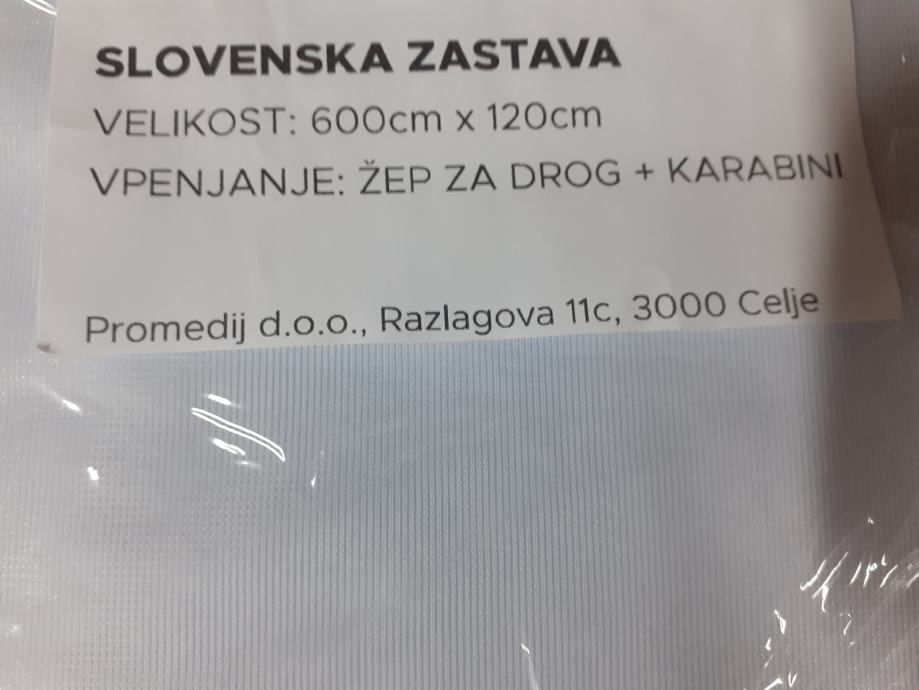 SLOVENSKA ZASTAVA
VELIKOST: 600cm x 120cm
VPENJANJE: ŽEP ZA DROG + KARABINI
Promedij d.o.o., Razlagova 11c, 3000 Celje